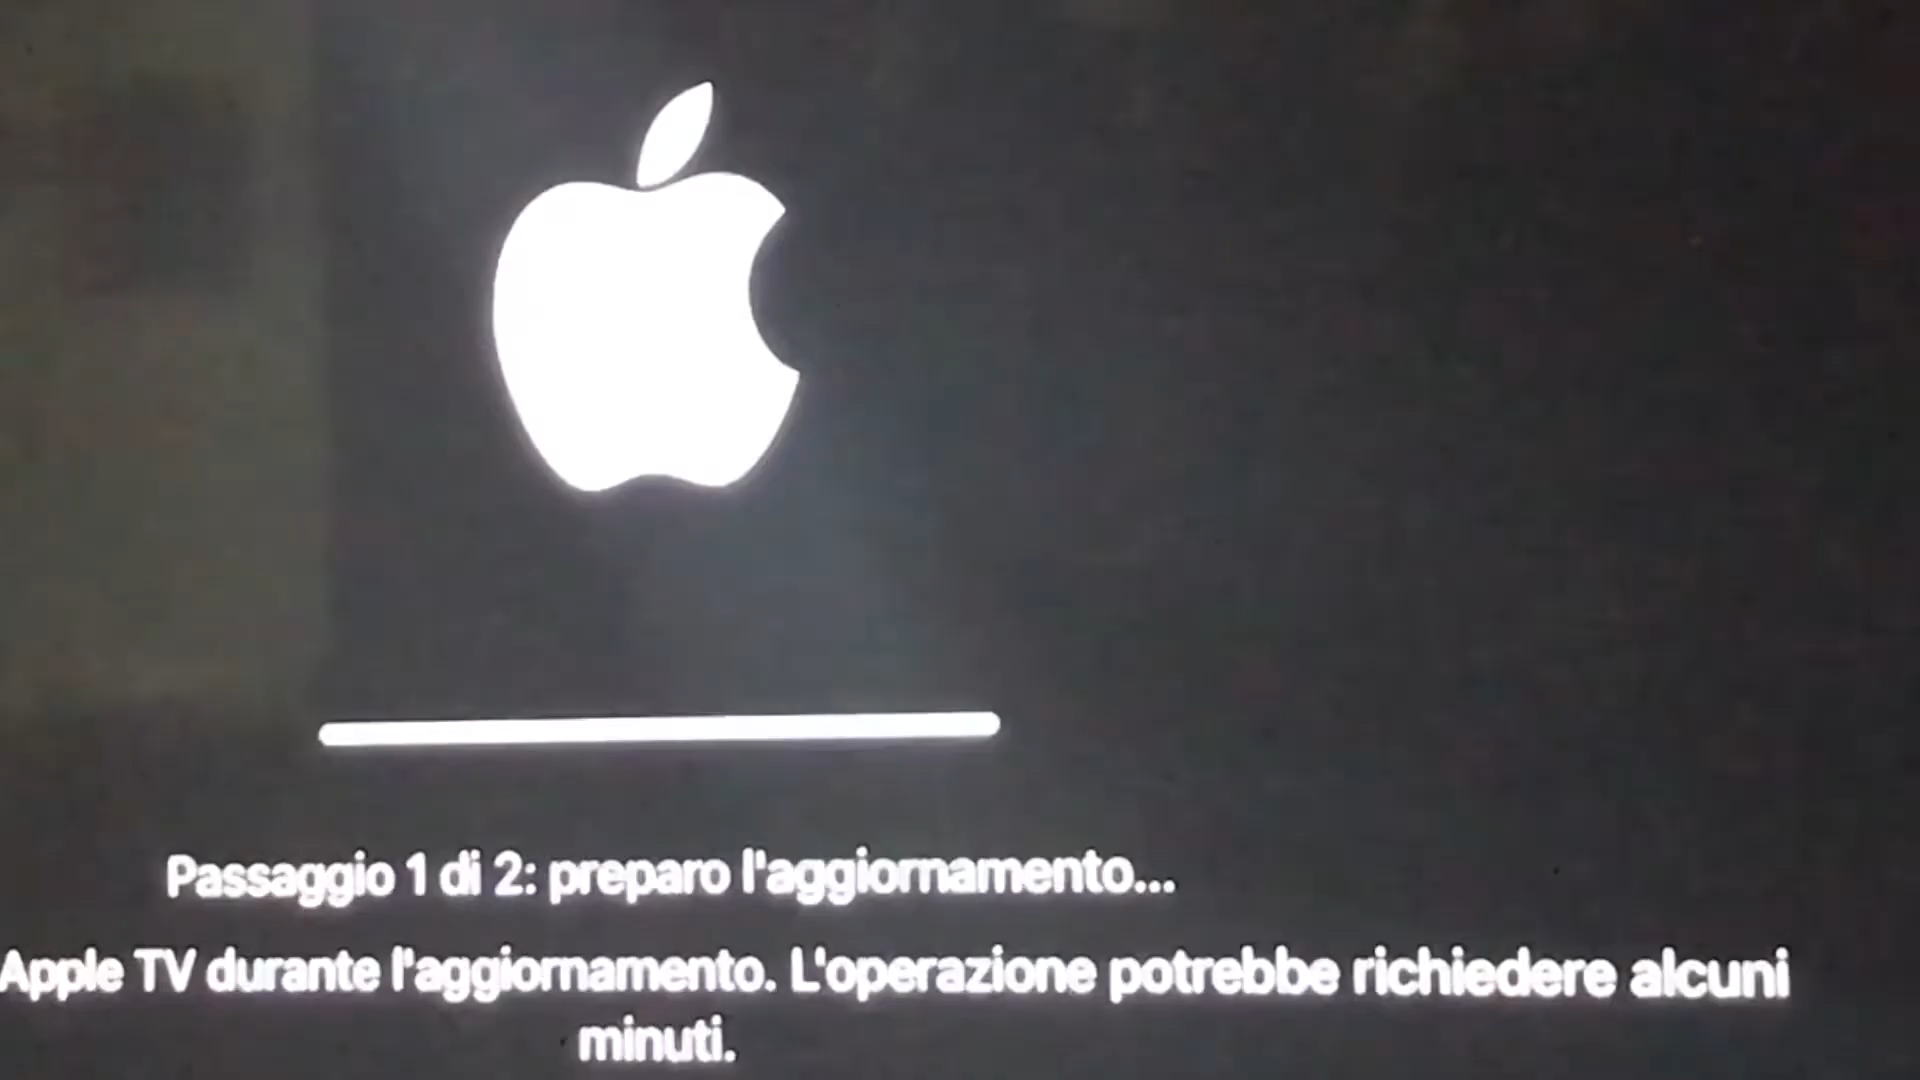 Passaggio 1 di 2: preparo l'aggiornamento...
Apple TV durante l'aggiornamento. L'operazione potrebbe richiedere alcuni
minuti.